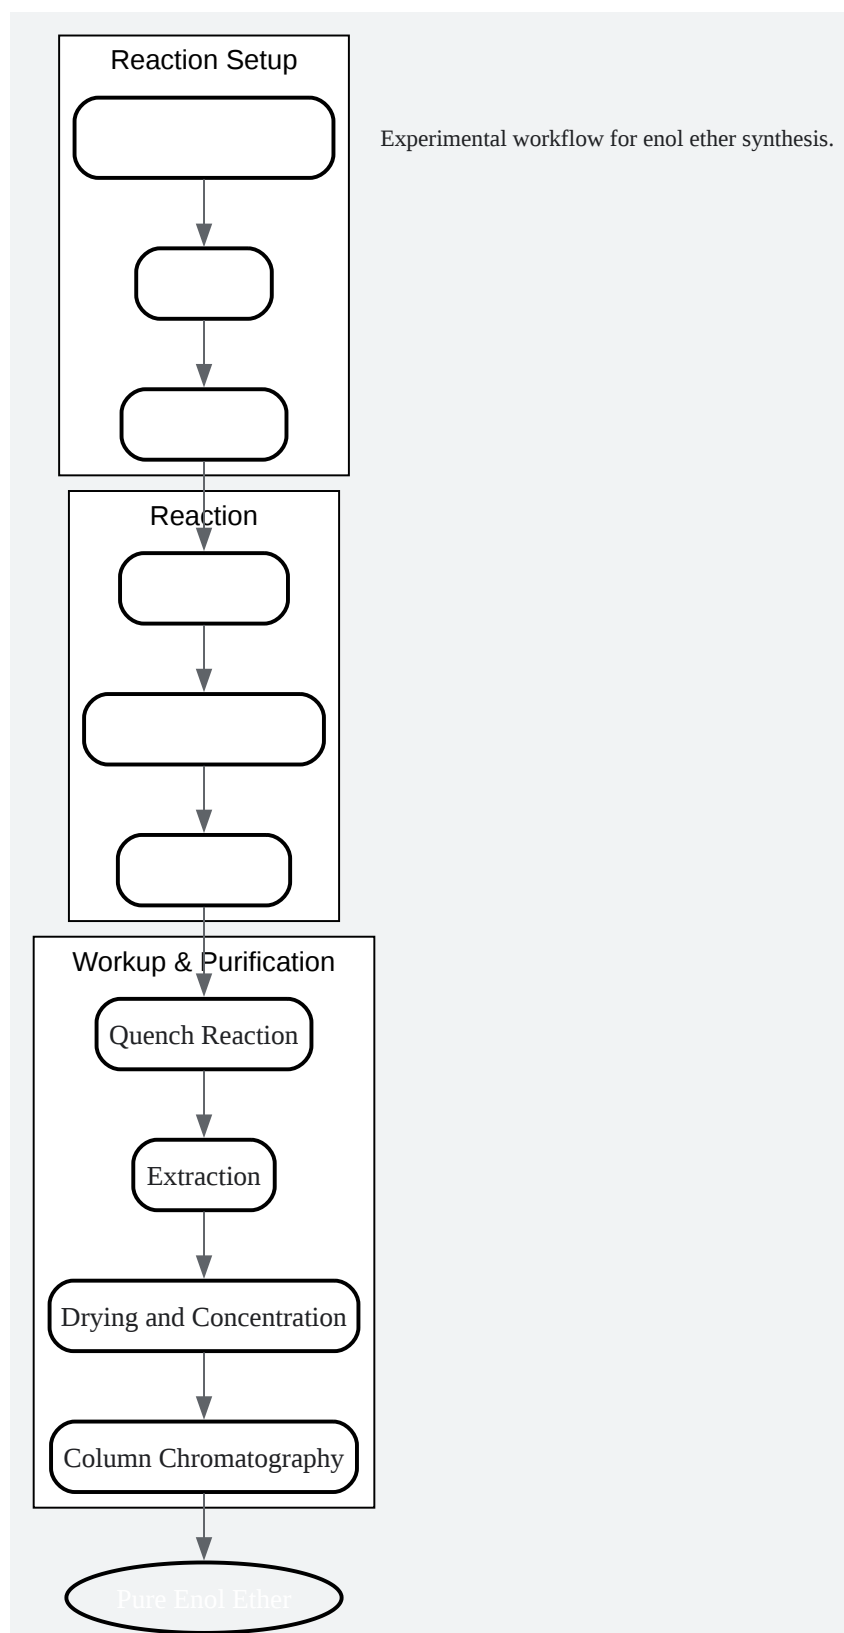 Reaction Setup
Experimental workflow for enol ether synthesis.
Reaction
Workup & Purification
Quench Reaction
Extraction
Drying and Concentration
Column Chromatography
Pure Enol Ether